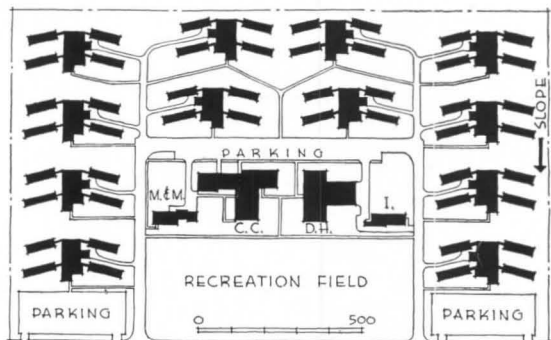 SLOPE
PARKING
M.&M.
I.
C.C.
D.H.
RECREATION FIELD
PARKING
0 500
PARKING